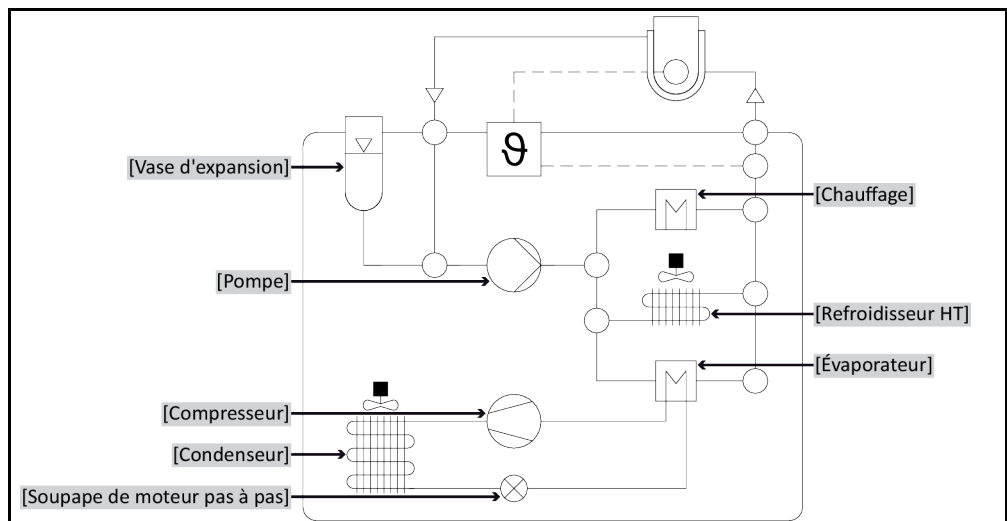 ϑ
[Vase d'expansion]
[Chauffage]
[Pompe]
[Refroidisseur HT]
[Évaporateur]
[Compresseur]
[Condenseur]
[Soupape de moteur pas à pas]